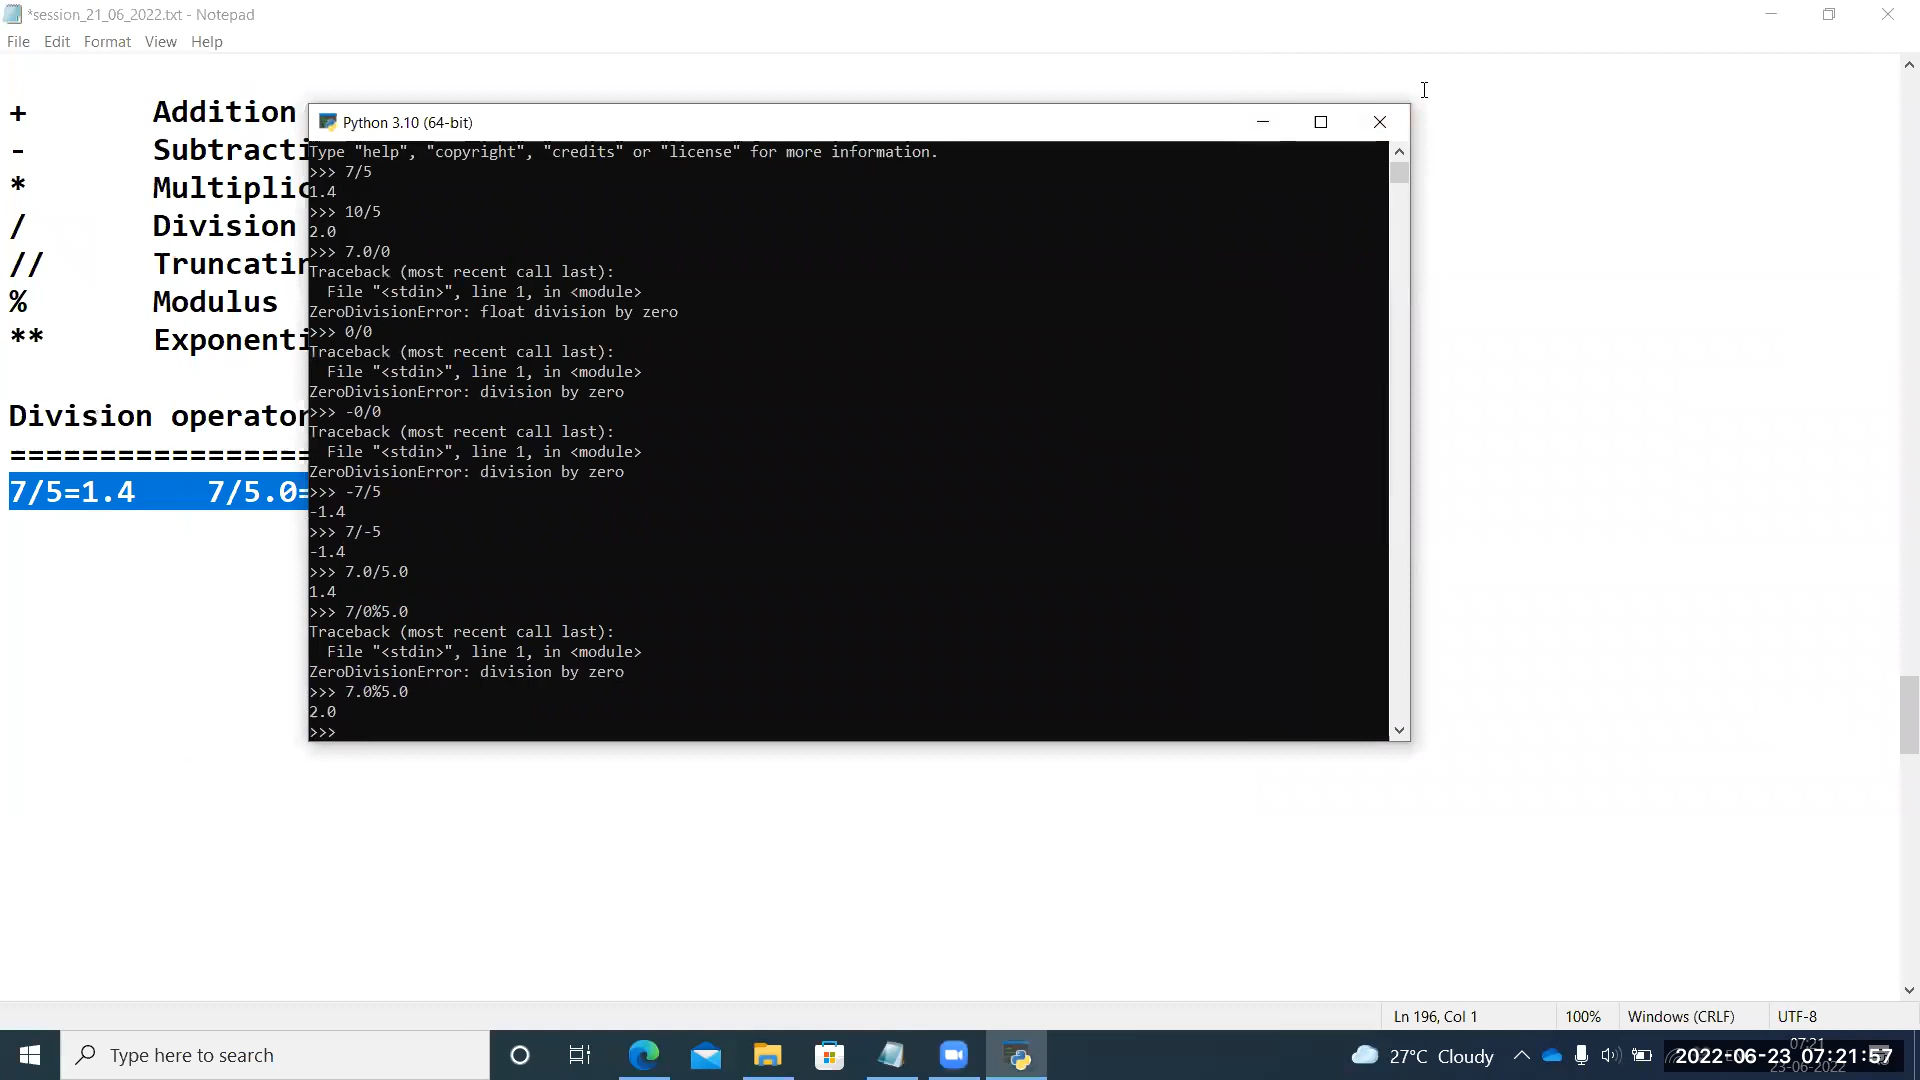 *session_21_06_2022.txt - Notepad
File Edit Format View Help
+ Addition
- Subtracti
* Multiplic
/ Division
// Truncatin
% Modulus
** Exponenti
Division operator
=================
7/5=1.4 7/5.0=
Python 3.10 (64-bit)
Type "help", "copyright", "credits" or "license" for more information.
>>> 7/5
1.4
>>> 10/5
2.0
>>> 7.0/0
Traceback (most recent call last):
  File "<stdin>", line 1, in <module>
ZeroDivisionError: float division by zero
>>> 0/0
Traceback (most recent call last):
  File "<stdin>", line 1, in <module>
ZeroDivisionError: division by zero
>>> -0/0
Traceback (most recent call last):
  File "<stdin>", line 1, in <module>
ZeroDivisionError: division by zero
>>> -7/5
-1.4
>>> 7/-5
-1.4
>>> 7.0/5.0
1.4
>>> 7/0%5.0
Traceback (most recent call last):
  File "<stdin>", line 1, in <module>
ZeroDivisionError: division by zero
>>> 7.0%5.0
2.0
>>>
Ln 196, Col 1 100% Windows (CRLF) UTF-8
Type here to search
27°C Cloudy
07:21
2022-06-23 07:21:57
23-06-2022